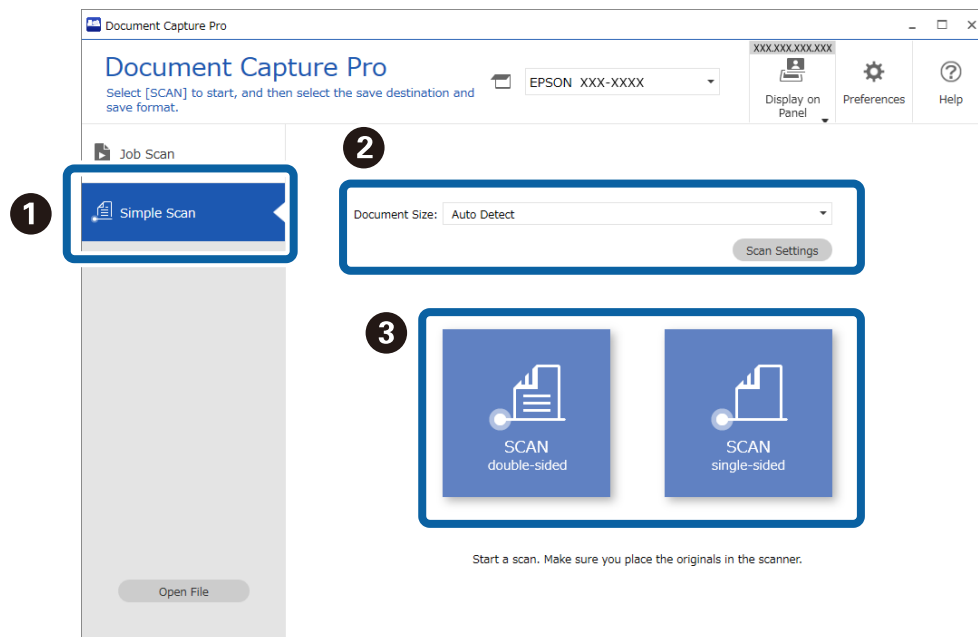 Document Capture Pro
Document Capture Pro
Select [SCAN] to start, and then select the save destination and
save format.
EPSON XXX-XXXX
XXX.XXX.XXX.XXX
Display on
Panel
Preferences
Help
Job Scan
1
Simple Scan
2
Document Size: Auto Detect
Scan Settings
3
SCAN
double-sided
SCAN
single-sided
Start a scan. Make sure you place the originals in the scanner.
Open File